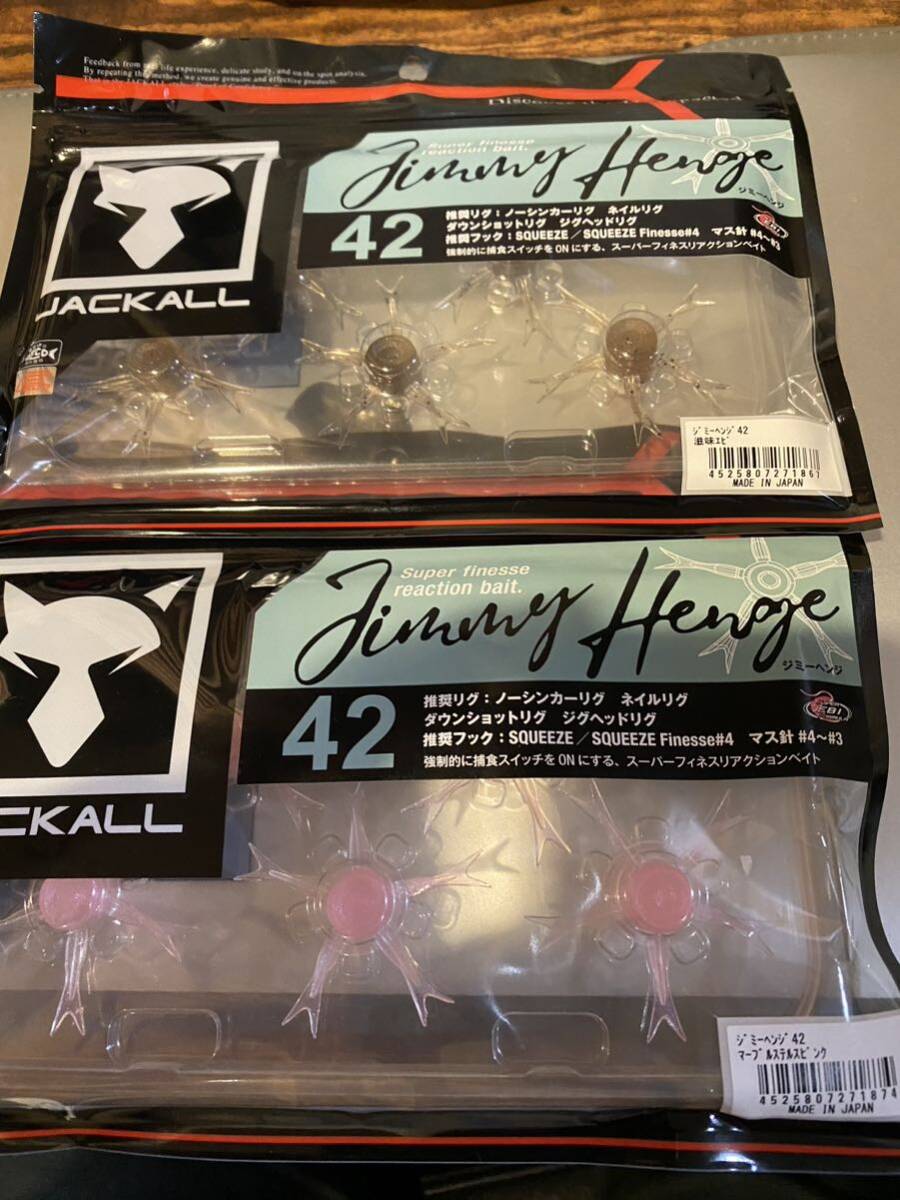 Feedback from
life experience, delicate study, and on the spot analysis.
By repeating this method, we create genuine and effective products.
JACKALL
Super finesse
reaction bait.
Jimmy Henge
ジミーヘンジ
42
推奨リグ：ノーシンカーリグ　ネイルリグ
ダウンショットリグ　ジグヘッドリグ
推奨フック：SQUEEZE／SQUEEZE Finesse#4　マス針 #4〜#3
強制的に捕食スイッチをONにする、スーパーフィネスリアクションベイト
ｼﾞﾐｰﾍﾝｼﾞ42
滋味ｴﾋﾞ
4525807271867
MADE IN JAPAN
CKALL
Super finesse
reaction bait.
Jimmy Henge
ジミーヘンジ
42
推奨リグ：ノーシンカーリグ　ネイルリグ
ダウンショットリグ　ジグヘッドリグ
推奨フック：SQUEEZE／SQUEEZE Finesse#4　マス針 #4〜#3
強制的に捕食スイッチをONにする、スーパーフィネスリアクションベイト
EBI
ｼﾞﾐｰﾍﾝｼﾞ42
ﾏｰﾌﾞﾙｽﾃﾙｽﾋﾟﾝｸ
4525807271874
MADE IN JAPAN